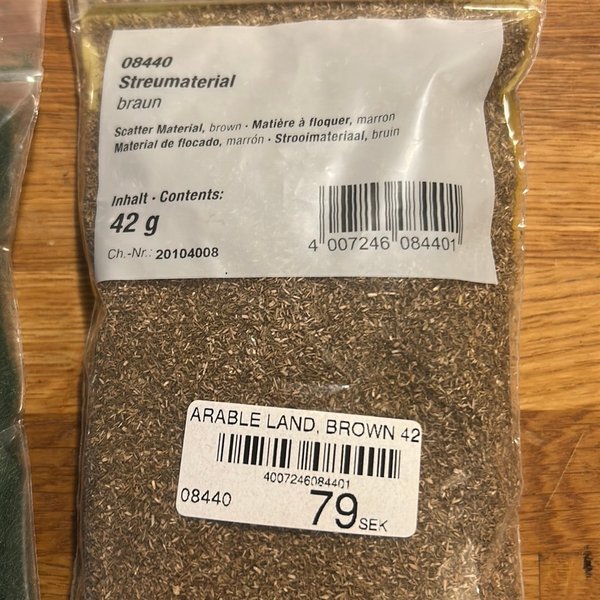 08440
Streumaterial
braun
Scatter Material, brown · Matière à floquer, marron
Material de flocado, marrón · Strooimateriaal, bruin
Inhalt · Contents:
42 g
Ch.-Nr.: 20104008
4 007246 084401
ARABLE LAND, BROWN 42
4007246084401
08440
79 SEK